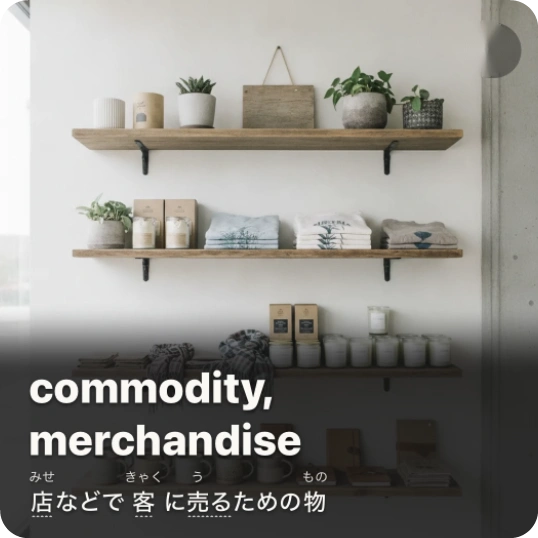 commodity,
merchandise
みせ きゃく う もの
店などで 客 に売るための物